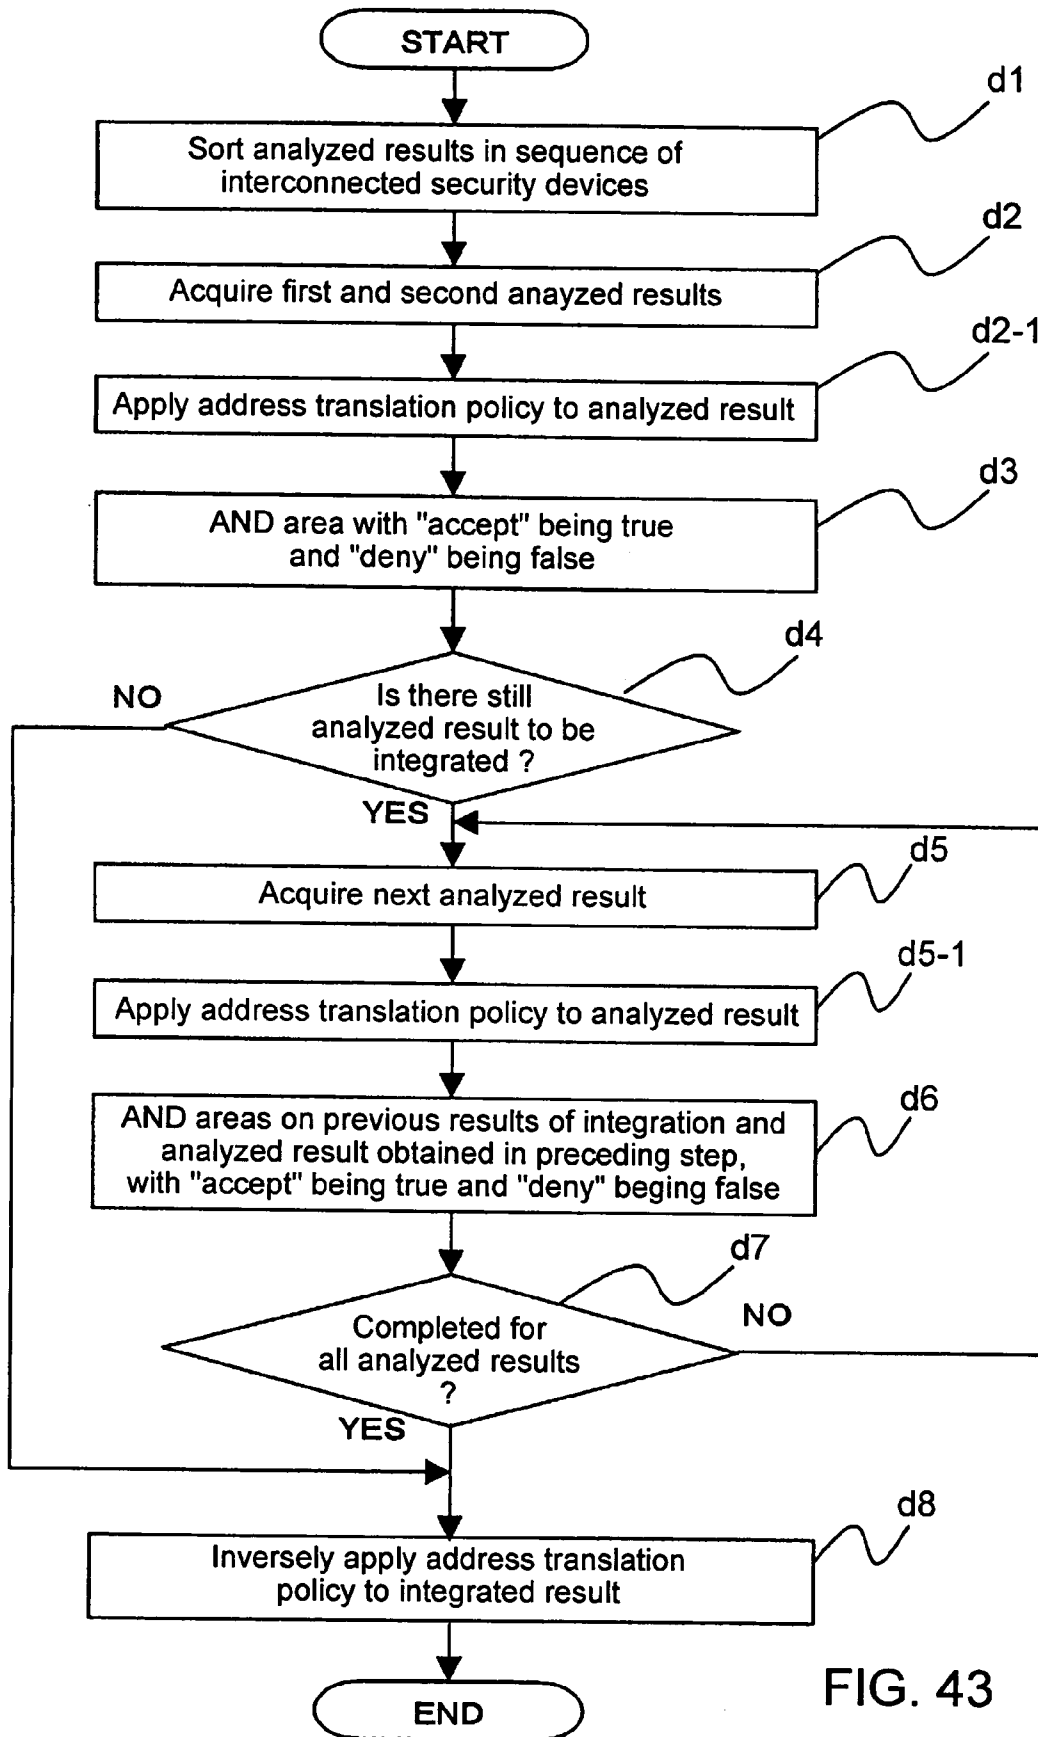 START
d1
Sort analyzed results in sequence of
interconnected security devices
d2
Acquire first and second anayzed results
d2-1
Apply address translation policy to analyzed result
d3
AND area with "accept" being true
and "deny" being false
d4
NO
Is there still
analyzed result to be
integrated ?
YES
d5
Acquire next analyzed result
d5-1
Apply address translation policy to analyzed result
d6
AND areas on previous results of integration and
analyzed result obtained in preceding step,
with "accept" being true and "deny" beging false
d7
NO
Completed for
all analyzed results
?
YES
d8
Inversely apply address translation
policy to integrated result
END
FIG. 43